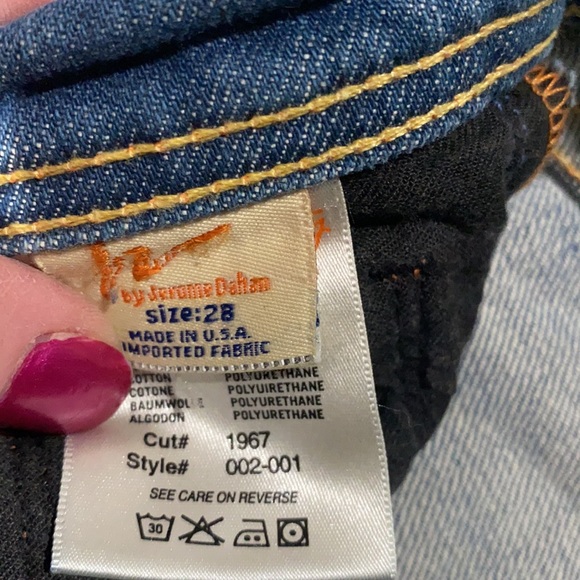 by Jerome Dahan
size:28
MADE IN U.S.A.
IMPORTED FABRIC
COTTON POLYURETHANE
COTONE POLYUIRETHANE
BAUMWOLLE POLYURETHANE
ALGODON POLYURETHANE
Cut# 1967
Style# 002-001
SEE CARE ON REVERSE
30